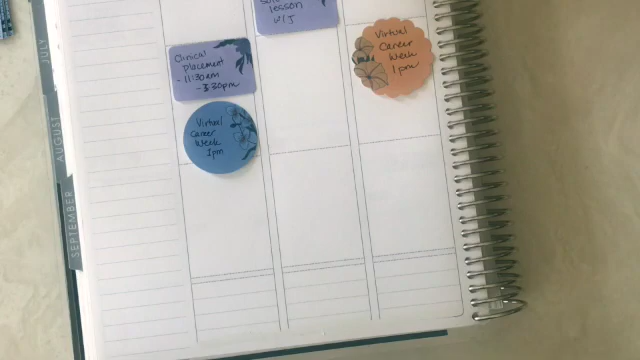 lesson
w/J
Virtual
Career
Week
1pm
Clinical
placement
-11:30am
-3:30pm
Virtual
Career
Week
1pm
JULY
AUGUST
SEPTEMBER